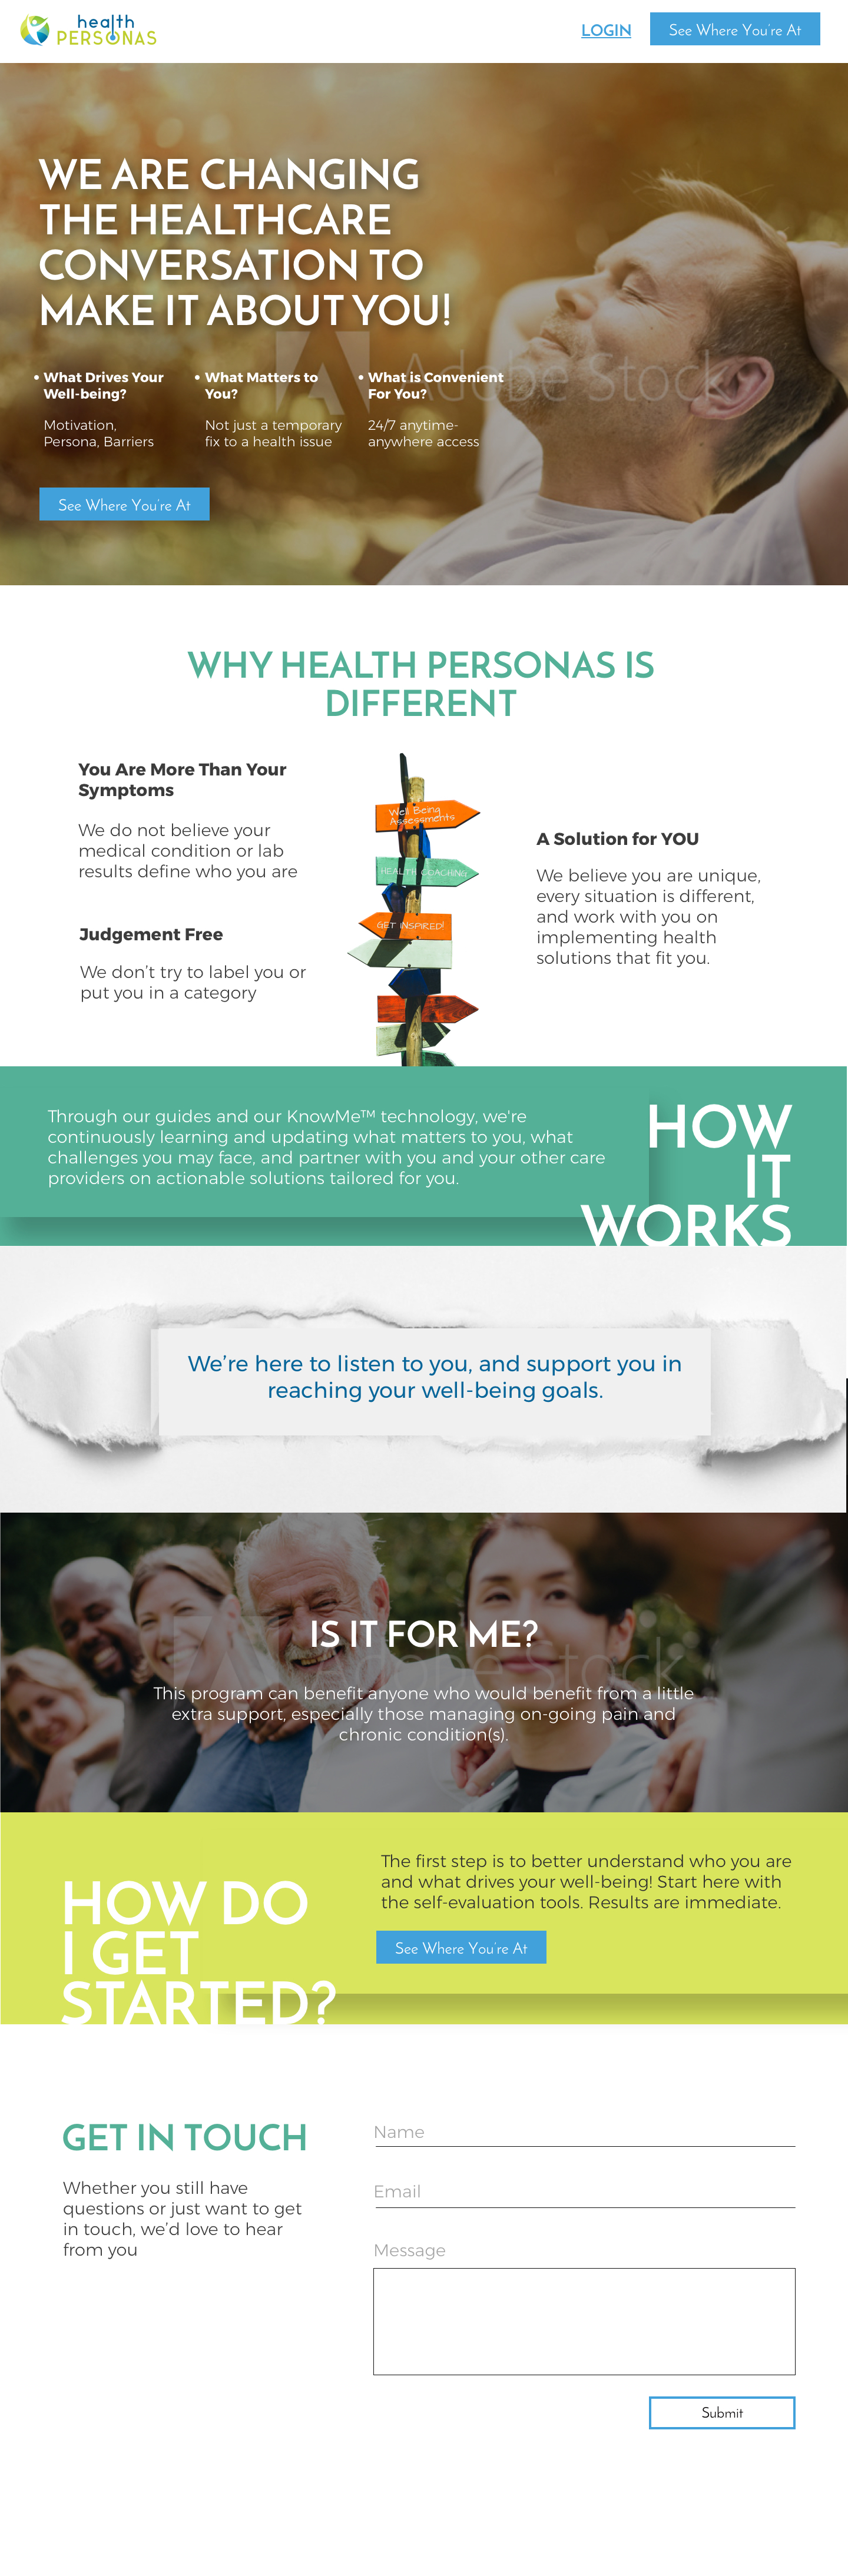 health
PERSONAS
LOGIN
See Where You're At
WE ARE CHANGING
THE HEALTHCARE
CONVERSATION TO
MAKE IT ABOUT YOU!
Adobe Stock
• What Drives Your
Well-being?
Motivation,
Persona, Barriers
• What Matters to
You?
Not just a temporary
fix to a health issue
• What is Convenient
For You?
24/7 anytime-
anywhere access
See Where You're At
WHY HEALTH PERSONAS IS
DIFFERENT
You Are More Than Your
Symptoms
We do not believe your
medical condition or lab
results define who you are
Judgement Free
We don't try to label you or
put you in a category
Well Being
Assessments
HEALTH COACHING
GET INSPIRED!
A Solution for YOU
We believe you are unique,
every situation is different,
and work with you on
implementing health
solutions that fit you.
Through our guides and our KnowMe™ technology, we're
continuously learning and updating what matters to you, what
challenges you may face, and partner with you and your other care
providers on actionable solutions tailored for you.
HOW
IT
WORKS
We're here to listen to you, and support you in
reaching your well-being goals.
IS IT FOR ME?
Adobe Stock
This program can benefit anyone who would benefit from a little
extra support, especially those managing on-going pain and
chronic condition(s).
HOW DO
I GET
STARTED?
The first step is to better understand who you are
and what drives your well-being! Start here with
the self-evaluation tools. Results are immediate.
See Where You're At
GET IN TOUCH
Whether you still have
questions or just want to get
in touch, we'd love to hear
from you
Name
Email
Message
Submit